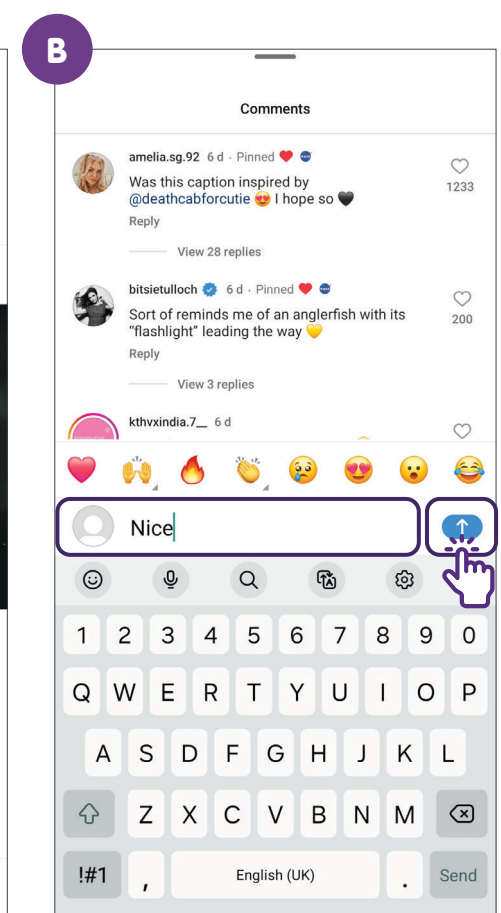 B
Comments
amelia.sg.92 6 d · Pinned ❤️
Was this caption inspired by
@deathcabforcutie 😍 I hope so 🖤
1233
Reply
View 28 replies
bitsietulloch 6 d · Pinned ❤️
Sort of reminds me of an anglerfish with its
"flashlight" leading the way 💛
200
Reply
View 3 replies
kthvxindia.7__ 6 d
Nice
1 2 3 4 5 6 7 8 9 0
Q W E R T Y U I O P
A S D F G H J K L
Z X C V B N M
!#1 , English (UK) . Send